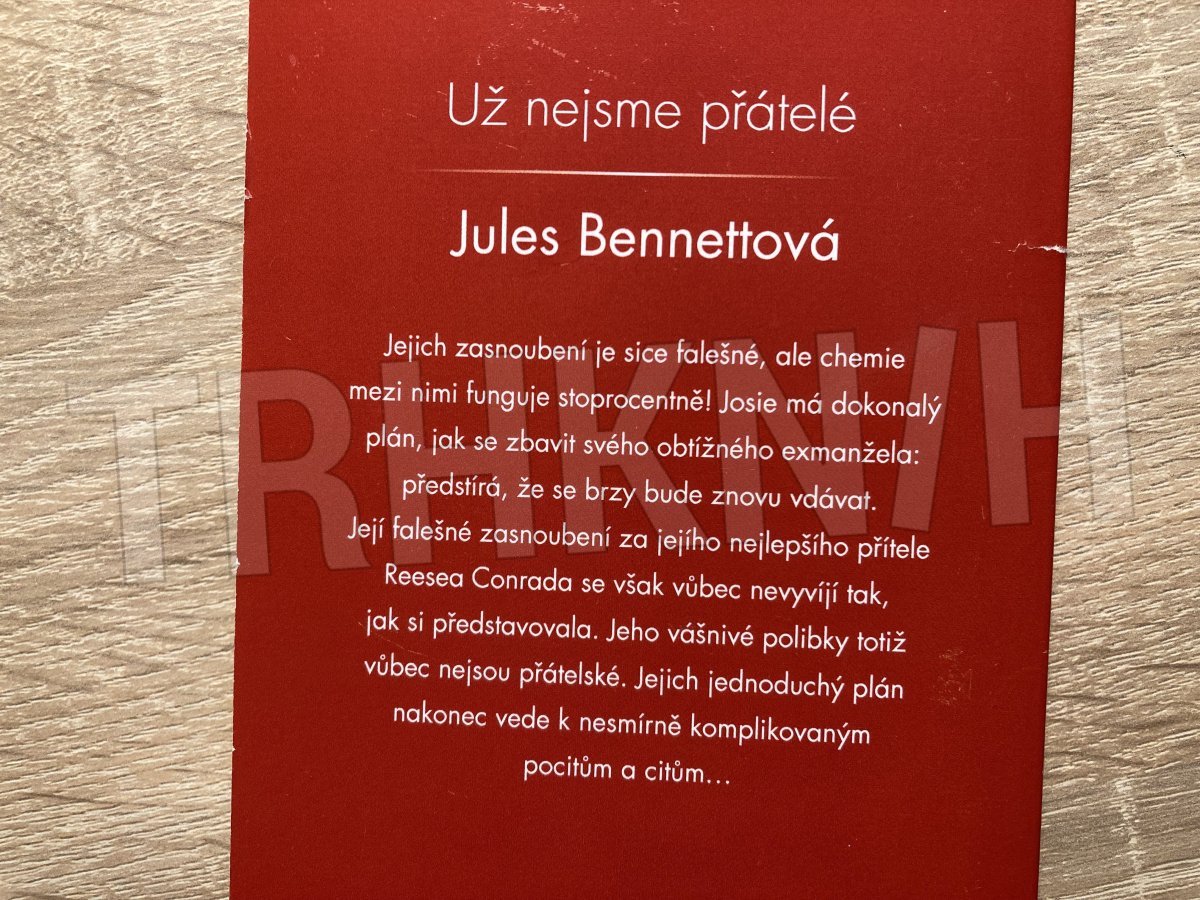 Už nejsme přátelé
Jules Bennettová
Jejich zasnoubení je sice falešné, ale chemie
mezi nimi funguje stoprocentně! Josie má dokonalý
plán, jak se zbavit svého obtížného exmanžela:
předstírá, že se brzy bude znovu vdávat.
Její falešné zasnoubení za jejího nejlepšího přítele
Reesea Conrada se však vůbec nevyvíjí tak,
jak si představovala. Jeho vášnivé polibky totiž
vůbec nejsou přátelské. Jejich jednoduchý plán
nakonec vede k nesmírně komplikovaným
pocitům a citům...
TRHKNIH